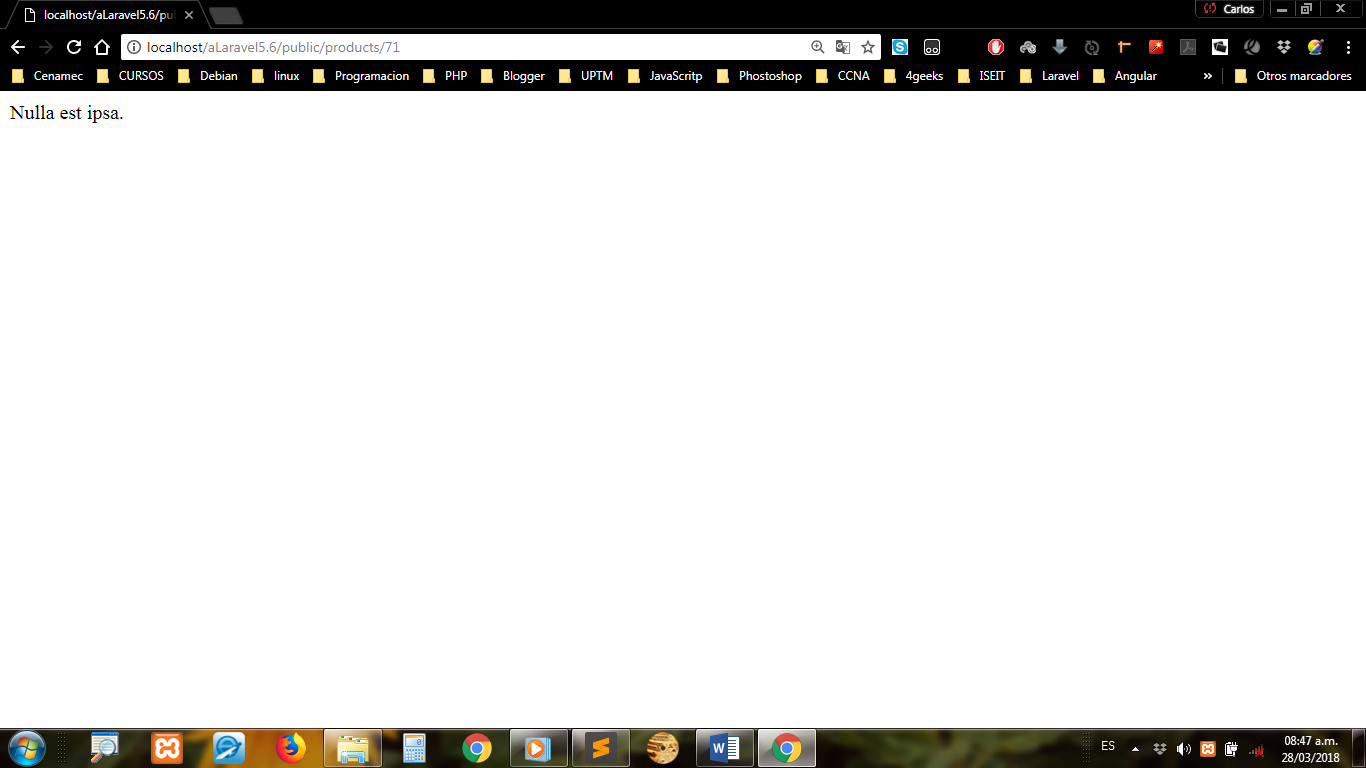 localhost/aLaravel5.6/pu
Carlos
localhost/aLaravel5.6/public/products/71
Cenamec CURSOS Debian linux Programacion PHP Blogger UPTM JavaScritp Phostoshop CCNA 4geeks ISEIT Laravel Angular » Otros marcadores
Nulla est ipsa.
ES
08:47 a.m.
28/03/2018